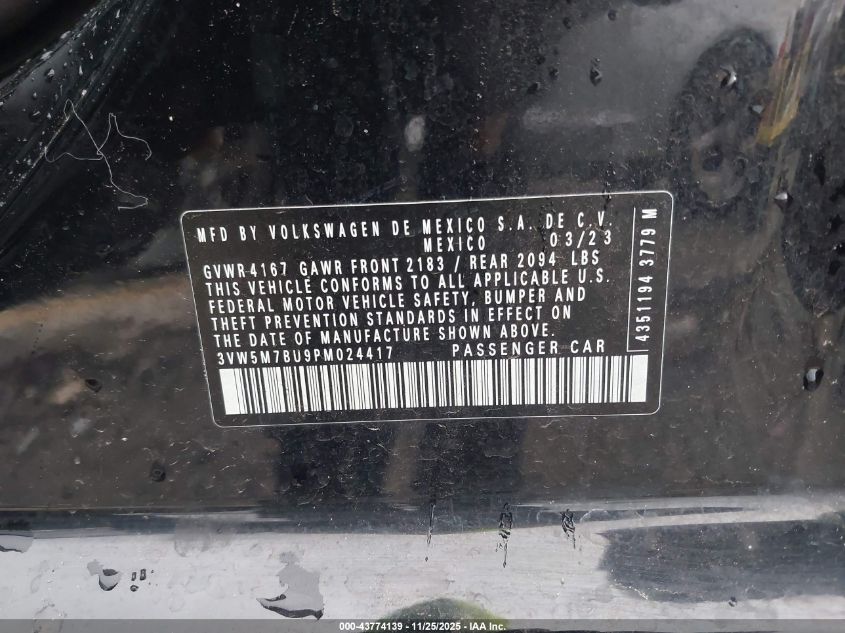 MFD BY VOLKSWAGEN DE MEXICO S.A. DE C.V.
MEXICO 03/23
GVWR 4167 GAWR FRONT 2183 / REAR 2094 LBS
THIS VEHICLE CONFORMS TO ALL APPLICABLE U.S.
FEDERAL MOTOR VEHICLE SAFETY, BUMPER AND
THEFT PREVENTION STANDARDS IN EFFECT ON
THE DATE OF MANUFACTURE SHOWN ABOVE.
3VW5M7BU9PM024417 PASSENGER CAR
4351194 3779 M
000-43774139 - 11/25/2025 - IAA Inc.